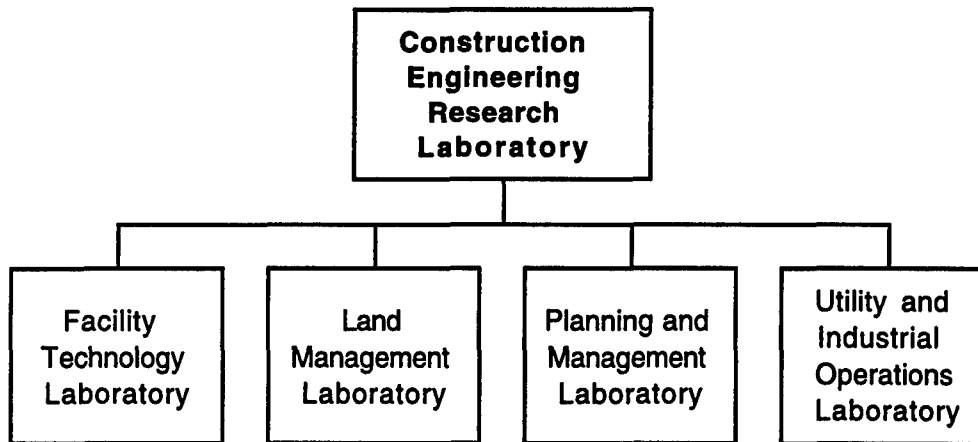 Construction
Engineering
Research
Laboratory
Facility
Technology
Laboratory
Land
Management
Laboratory
Planning and
Management
Laboratory
Utility and
Industrial
Operations
Laboratory